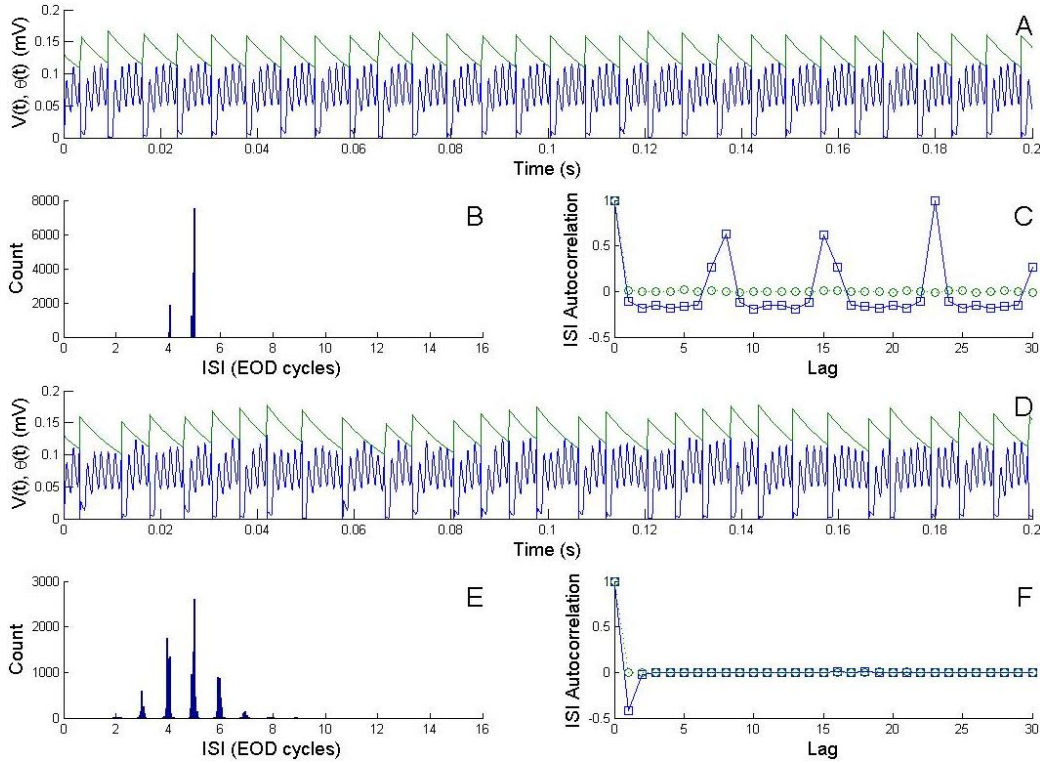 A
V(t), θ(t) (mV)
0.2
0.15
0.1
0.05
0
0 0.02 0.04 0.06 0.08 0.1 0.12 0.14 0.16 0.18 0.2
Time (s)
B
Count
8000
6000
4000
2000
0
0 2 4 6 8 10 12 14 16
ISI (EOD cycles)
C
ISI Autocorrelation
1
0.5
0
-0.5
0 5 10 15 20 25 30
Lag
D
V(t), θ(t) (mV)
0.2
0.15
0.1
0.05
0
0 0.02 0.04 0.06 0.08 0.1 0.12 0.14 0.16 0.18 0.2
Time (s)
E
Count
3000
2000
1000
0
0 2 4 6 8 10 12 14 16
ISI (EOD cycles)
F
ISI Autocorrelation
1
0.5
0
-0.5
0 5 10 15 20 25 30
Lag